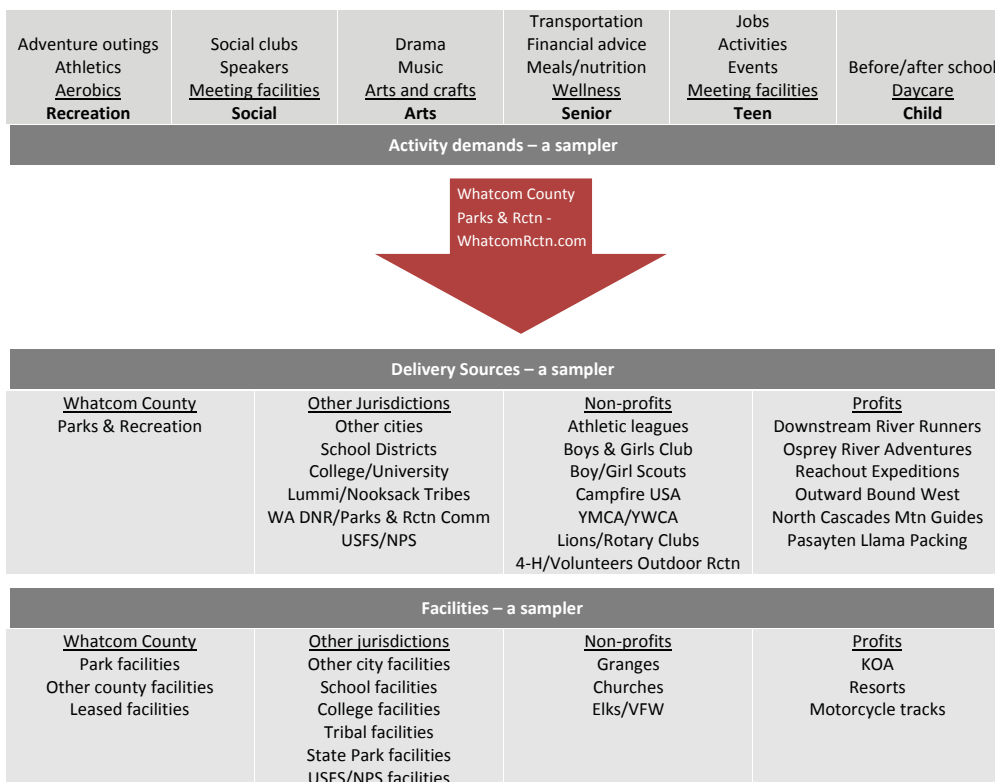 Transportation Jobs
Adventure outings Social clubs Drama Financial advice Activities
Athletics Speakers Music Meals/nutrition Events Before/after school
Aerobics Meeting facilities Arts and crafts Wellness Meeting facilities Daycare
Recreation Social Arts Senior Teen Child
Activity demands – a sampler
Whatcom County
Parks & Rctn -
WhatcomRctn.com
Delivery Sources – a sampler
Whatcom County Other Jurisdictions Non-profits Profits
Parks & Recreation Other cities Athletic leagues Downstream River Runners
School Districts Boys & Girls Club Osprey River Adventures
College/University Boy/Girl Scouts Reachout Expeditions
Lummi/Nooksack Tribes Campfire USA Outward Bound West
WA DNR/Parks & Rctn Comm YMCA/YWCA North Cascades Mtn Guides
USFS/NPS Lions/Rotary Clubs Pasayten Llama Packing
4-H/Volunteers Outdoor Rctn
Facilities – a sampler
Whatcom County Other jurisdictions Non-profits Profits
Park facilities Other city facilities Granges KOA
Other county facilities School facilities Churches Resorts
Leased facilities College facilities Elks/VFW Motorcycle tracks
Tribal facilities
State Park facilities
USFS/NPS facilities